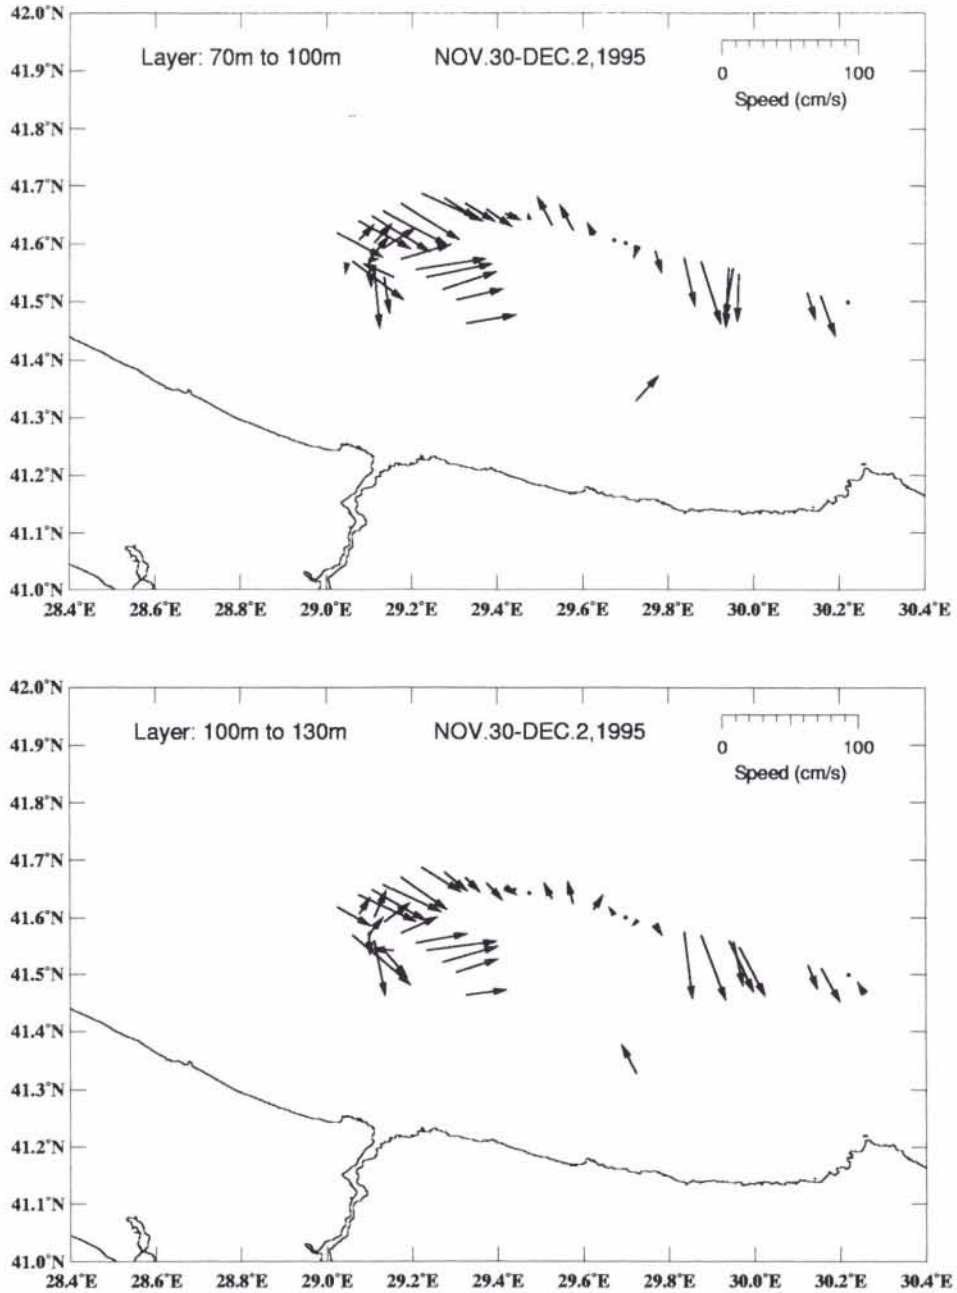 42.0°N
Layer: 70m to 100m NOV.30-DEC.2,1995
41.9°N
0 100
Speed (cm/s)
41.8°N
41.7°N
41.6°N
41.5°N
41.4°N
41.3°N
41.2°N
41.1°N
41.0°N
28.4°E 28.6°E 28.8°E 29.0°E 29.2°E 29.4°E 29.6°E 29.8°E 30.0°E 30.2°E 30.4°E
42.0°N
Layer: 100m to 130m NOV.30-DEC.2,1995
41.9°N
0 100
Speed (cm/s)
41.8°N
41.7°N
41.6°N
41.5°N
41.4°N
41.3°N
41.2°N
41.1°N
41.0°N
28.4°E 28.6°E 28.8°E 29.0°E 29.2°E 29.4°E 29.6°E 29.8°E 30.0°E 30.2°E 30.4°E